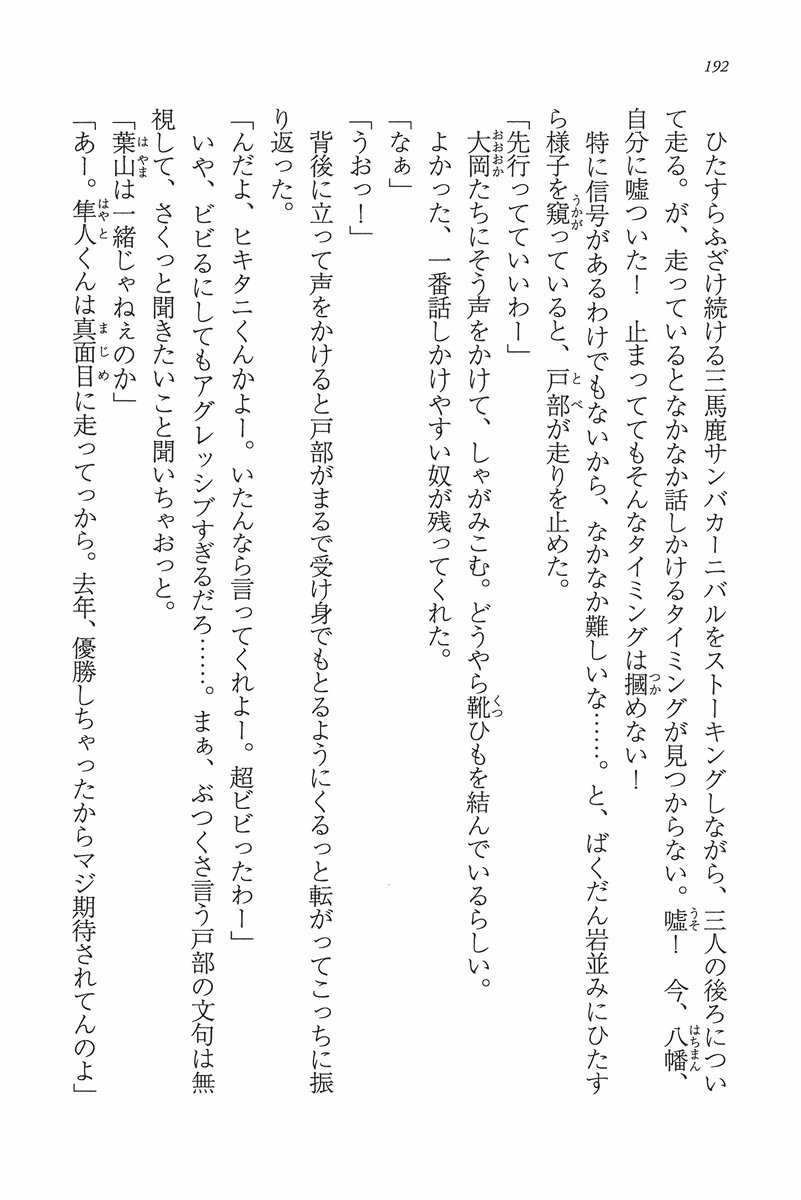 192
ひたすらふざけ続ける三馬鹿サンバカーニバルをストーキングしながら、三人の後ろについ
て走る。が、走っているとなかなか話しかけるタイミングが見つからない。嘘！　今、八幡、
自分に嘘ついた！　止まっててもそんなタイミングは摑めない！
特に信号があるわけでもないから、なかなか難しいな……。と、ばくだん岩並みにひたす
ら様子を窺っていると、戸部が走りを止めた。
「先行ってていいわー」
大岡たちにそう声をかけて、しゃがみこむ。どうやら靴ひもを結んでいるらしい。
よかった、一番話しかけやすい奴が残ってくれた。
「なぁ」
「うおっ！」
背後に立って声をかけると戸部がまるで受け身でもとるようにくるっと転がってこっちに振
り返った。
「んだよ、ヒキタニくんかよー。いたんなら言ってくれよー。超ビビったわー」
いや、ビビるにしてもアグレッシブすぎるだろ……。まぁ、ぶつくさ言う戸部の文句は無
視して、さくっと聞きたいこと聞いちゃおっと。
「葉山は一緒じゃねぇのか」
「あー。隼人くんは真面目に走ってっから。去年、優勝しちゃったからマジ期待されてんのよ」